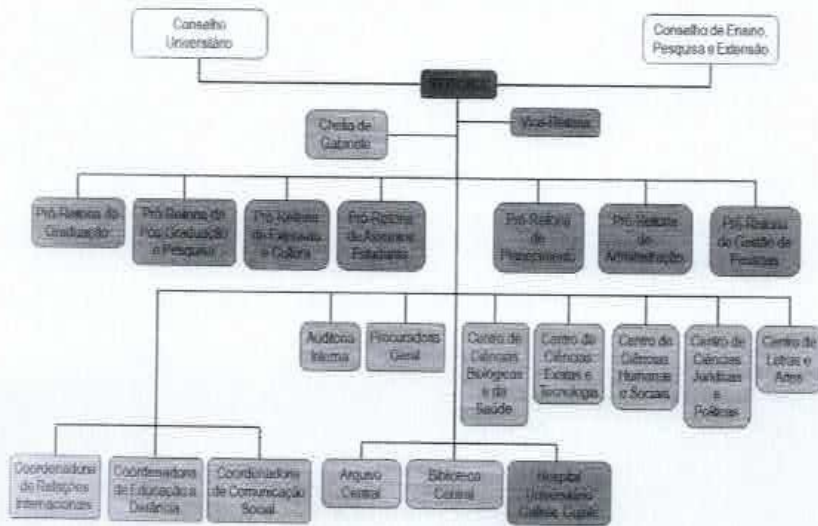 Conselho
Universitário
Conselho de Ensino,
Pesquisa e Extensão
Chefia de
Gabinete
Vice-Reitoria
Pró-Reitoria de
Graduação
Pró-Reitoria de
Pós-Graduação
e Pesquisa
Pró-Reitoria
de Extensão
e Cultura
Pró-Reitoria
de Assuntos
Estudantis
Pró-Reitoria
de
Planejamento
Pró-Reitoria
de
Administração
Pró-Reitoria
de Gestão de
Pessoas
Auditoria
Interna
Procuradoria
Geral
Centro de
Ciências
Biológicas
e da
Saúde
Centro de
Ciências
Exatas e
Tecnologia
Centro de
Ciências
Humanas
e Sociais
Centro de
Ciências
Jurídicas
e
Políticas
Centro de
Letras e
Artes
Coordenadoria
de Relações
Internacionais
Coordenadoria
de Educação a
Distância
Coordenadoria
de Comunicação
Social
Arquivo
Central
Biblioteca
Central
Hospital
Universitário
Gaffrée Guinle